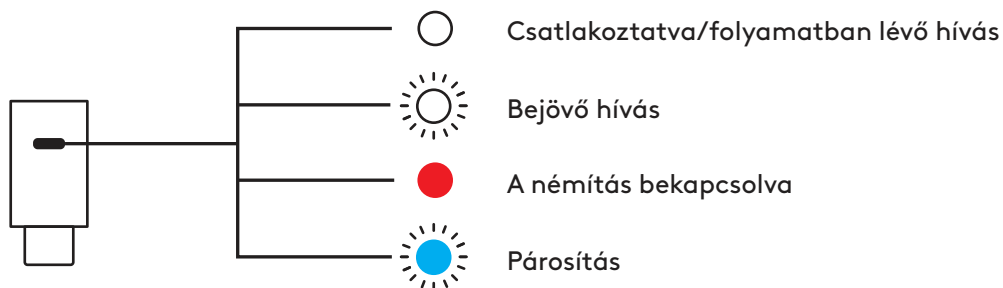 Csatlakoztatva/folyamatban lévő hívás
Bejövő hívás
A némítás bekapcsolva
Párosítás